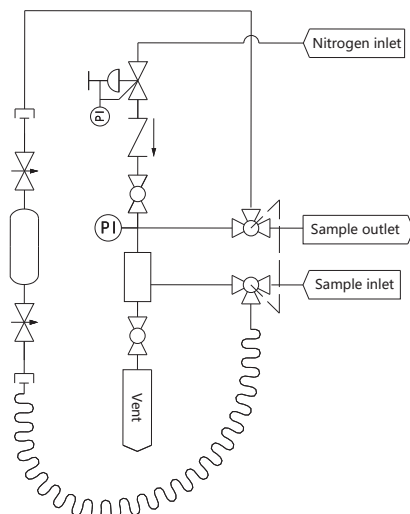 Nitrogen inlet
PI
PI
Sample outlet
Sample inlet
Vent